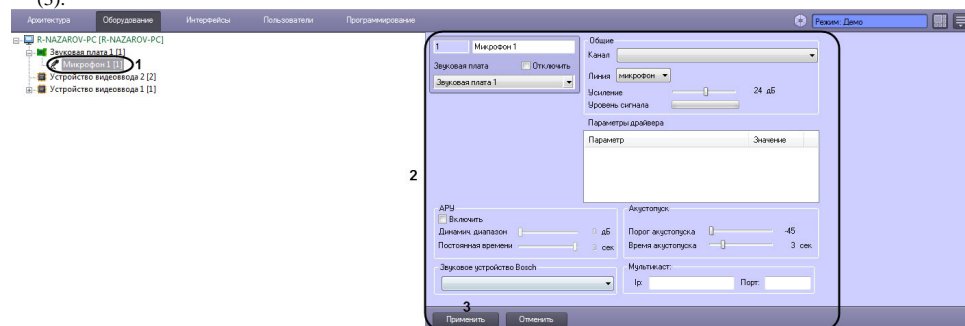 (3).
Архитектура Оборудование Интерфейсы Пользователи Программирование Режим: Демо
R-NAZAROV-PC [R-NAZAROV-PC]
Звуковая плата 1 [1]
Микрофон 1 [1] 1
Устройство видеоввода 2 [2]
Устройство видеоввода 1 [1]
2
1 Микрофон 1
Звуковая плата Отключить
Звуковая плата 1
Общие
Канал
Линия микрофон
Усиление 24 дБ
Уровень сигнала
Параметры драйвера
Параметр Значение
АРУ
Включить
Динамич. диапазон 0 дБ
Постоянная времени 3 сек
Акустопуск
Порог акустопуска -45
Время акустопуска 3 сек
Звуковое устройство Bosch
Мультикаст:
Ip: Порт:
3
Применить Отменить